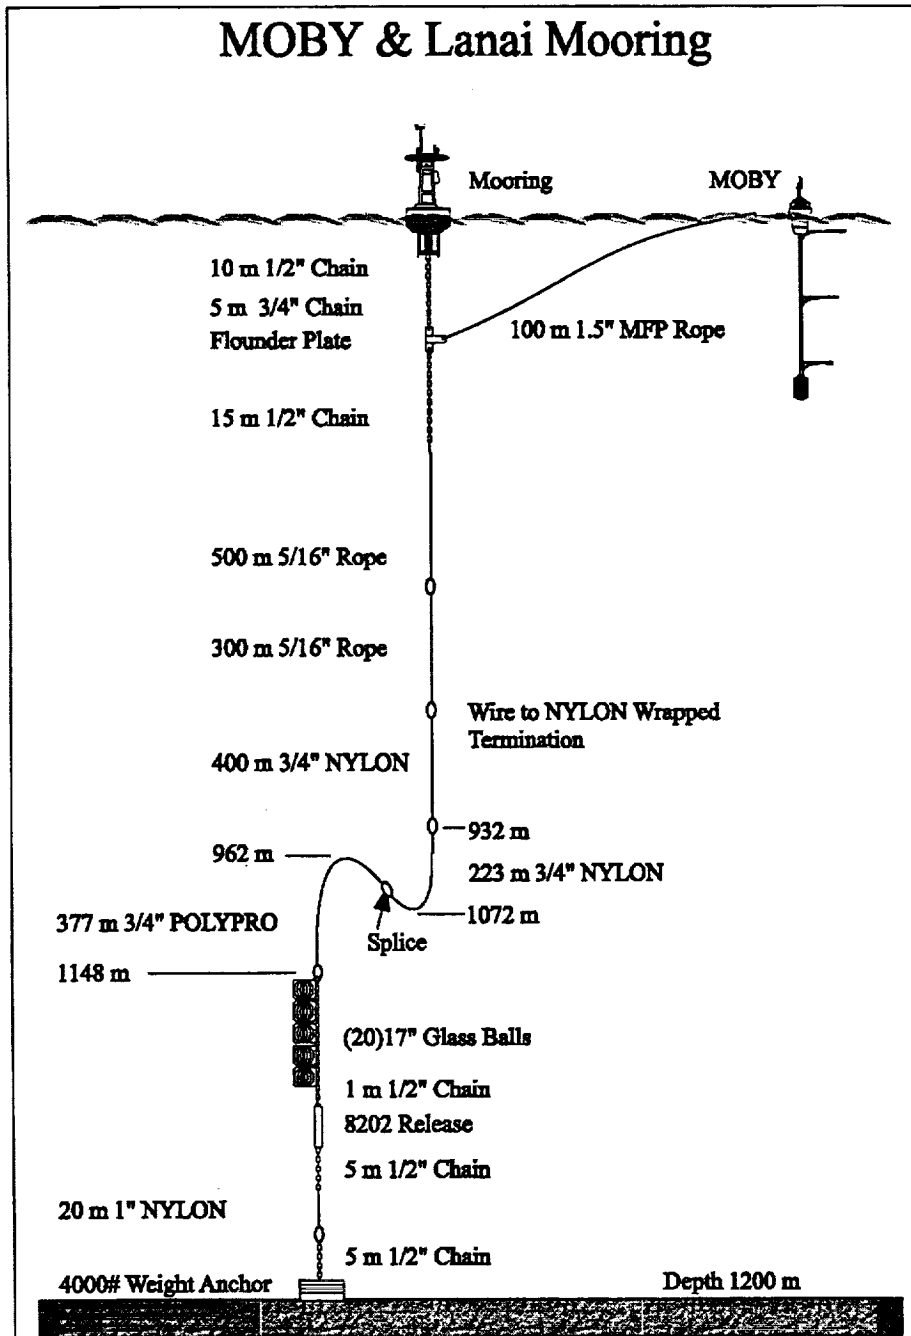 MOBY & Lanai Mooring
Mooring
MOBY
10 m 1/2" Chain
5 m 3/4" Chain
Flounder Plate
100 m 1.5" MFP Rope
15 m 1/2" Chain
500 m 5/16" Rope
300 m 5/16" Rope
Wire to NYLON Wrapped
Termination
400 m 3/4" NYLON
932 m
962 m
223 m 3/4" NYLON
1072 m
377 m 3/4" POLYPRO
Splice
1148 m
(20)17" Glass Balls
1 m 1/2" Chain
8202 Release
5 m 1/2" Chain
20 m 1" NYLON
5 m 1/2" Chain
4000# Weight Anchor
Depth 1200 m